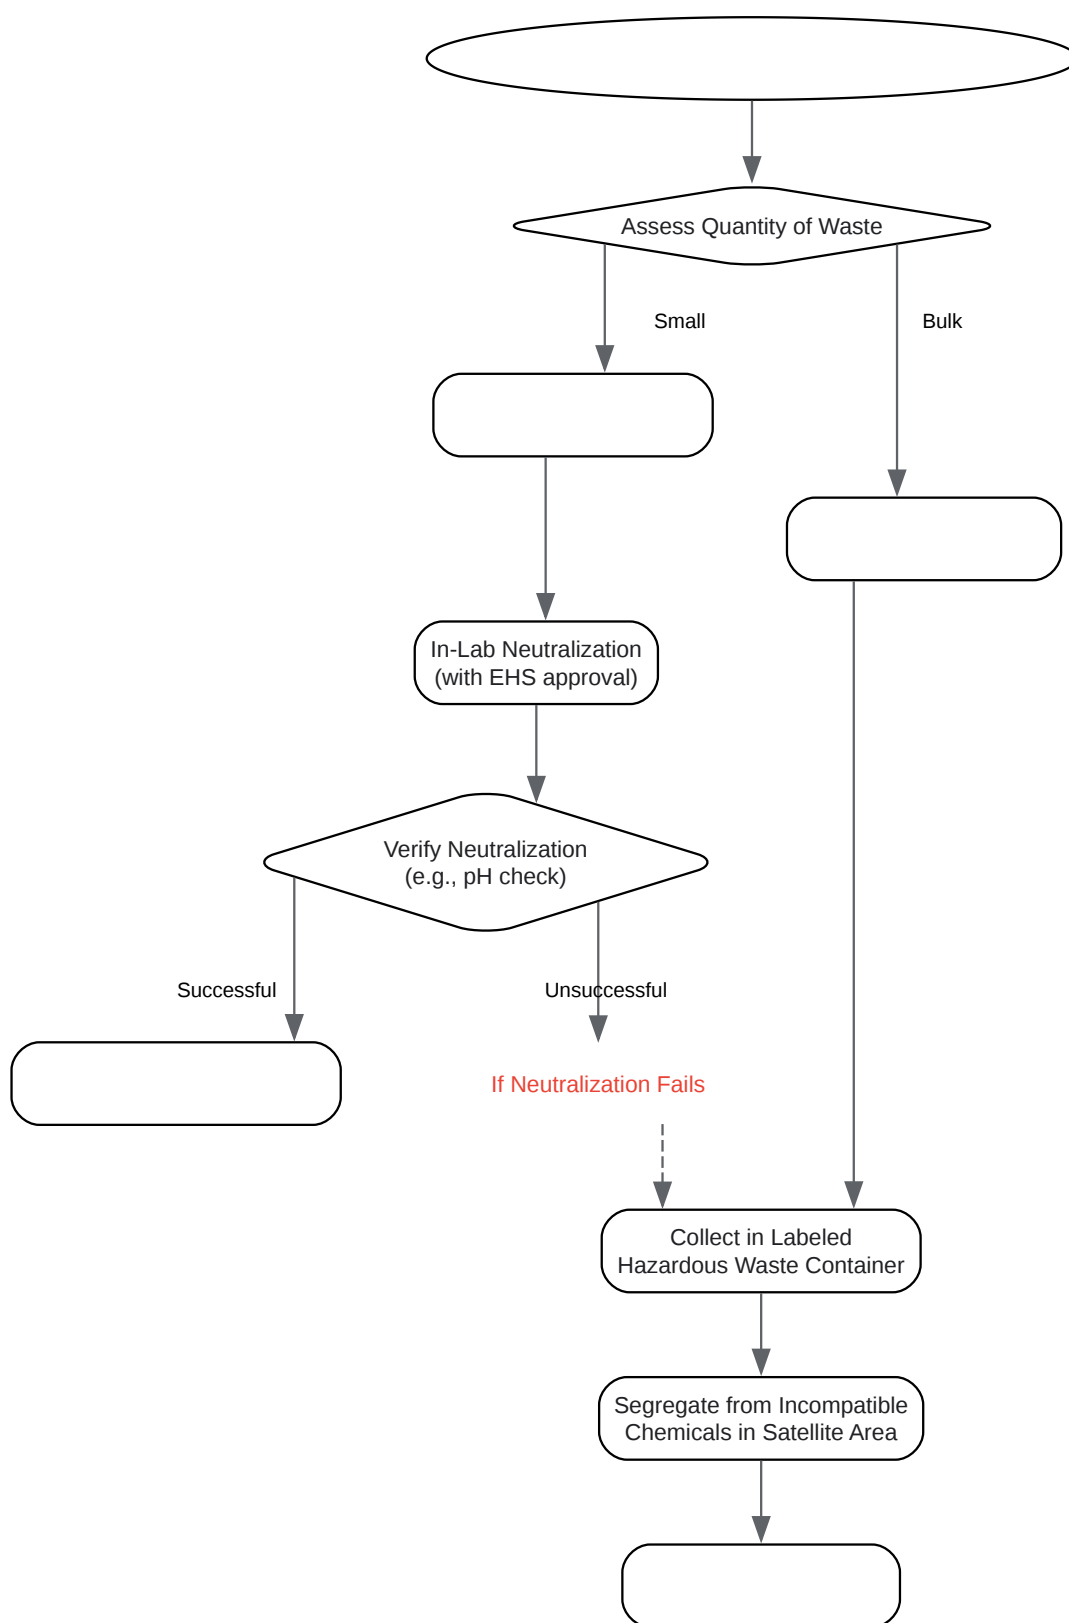 Assess Quantity of Waste
Small
Bulk
In-Lab Neutralization
(with EHS approval)
Verify Neutralization
(e.g., pH check)
Successful
Unsuccessful
If Neutralization Fails
Collect in Labeled
Hazardous Waste Container
Segregate from Incompatible
Chemicals in Satellite Area